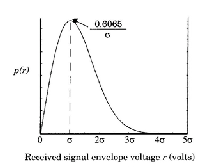 0.6065
σ
p(r)
0 σ 2σ 3σ 4σ 5σ
Received signal envelope voltage r (volts)